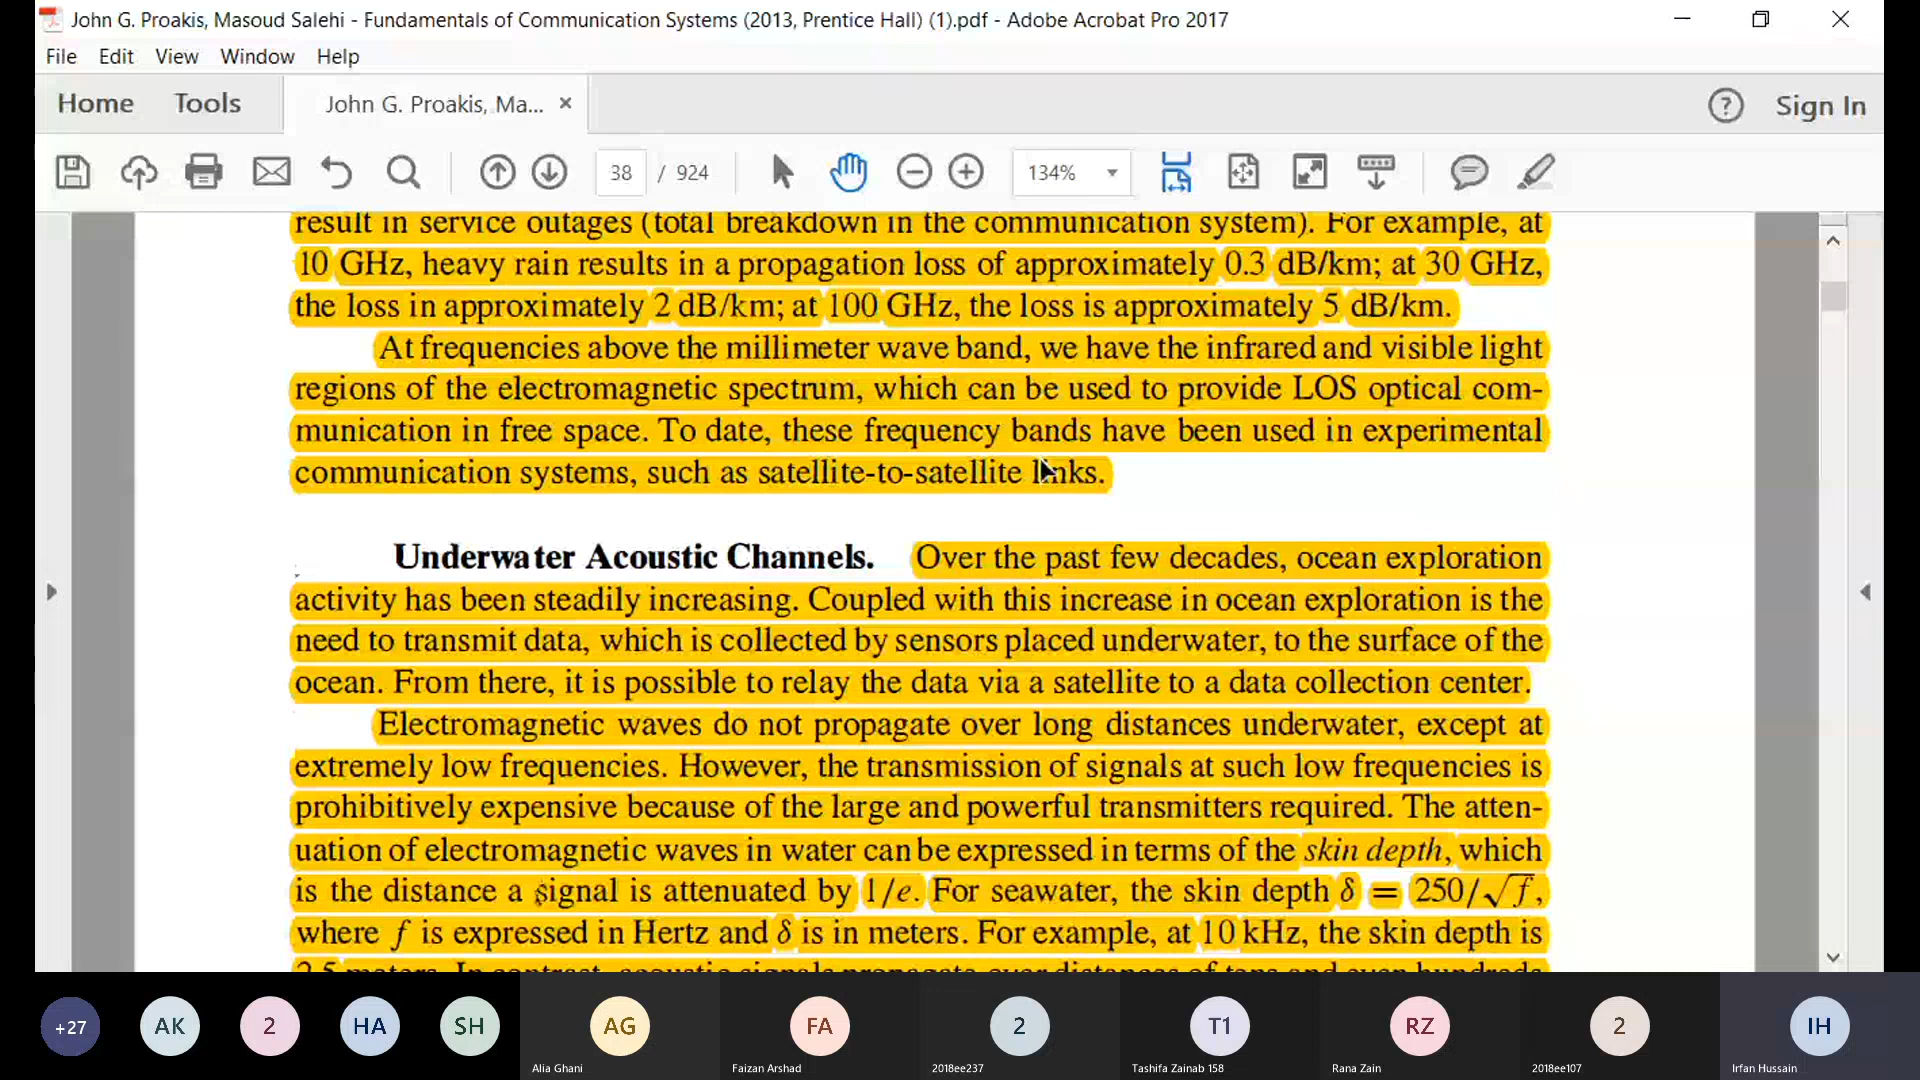 John G. Proakis, Masoud Salehi - Fundamentals of Communication Systems (2013, Prentice Hall) (1).pdf - Adobe Acrobat Pro 2017
File Edit View Window Help
Home Tools John G. Proakis, Ma... × ? Sign In
38 / 924 134%
result in service outages (total breakdown in the communication system). For example, at
10 GHz, heavy rain results in a propagation loss of approximately 0.3 dB/km; at 30 GHz,
the loss in approximately 2 dB/km; at 100 GHz, the loss is approximately 5 dB/km.
At frequencies above the millimeter wave band, we have the infrared and visible light
regions of the electromagnetic spectrum, which can be used to provide LOS optical com-
munication in free space. To date, these frequency bands have been used in experimental
communication systems, such as satellite-to-satellite links.
Underwater Acoustic Channels. Over the past few decades, ocean exploration
activity has been steadily increasing. Coupled with this increase in ocean exploration is the
need to transmit data, which is collected by sensors placed underwater, to the surface of the
ocean. From there, it is possible to relay the data via a satellite to a data collection center.
Electromagnetic waves do not propagate over long distances underwater, except at
extremely low frequencies. However, the transmission of signals at such low frequencies is
prohibitively expensive because of the large and powerful transmitters required. The atten-
uation of electromagnetic waves in water can be expressed in terms of the skin depth, which
is the distance a signal is attenuated by 1/e. For seawater, the skin depth δ = 250/√f,
where f is expressed in Hertz and δ is in meters. For example, at 10 kHz, the skin depth is
2.5 meters. In contrast, acoustic signals propagate over distances of tens and even hundreds
+27 AK 2 HA SH AG FA 2 T1 RZ 2 IH
Alia Ghani Faizan Arshad 2018ee237 Tashifa Zainab 158 Rana Zain 2018ee107 Irfan Hussain